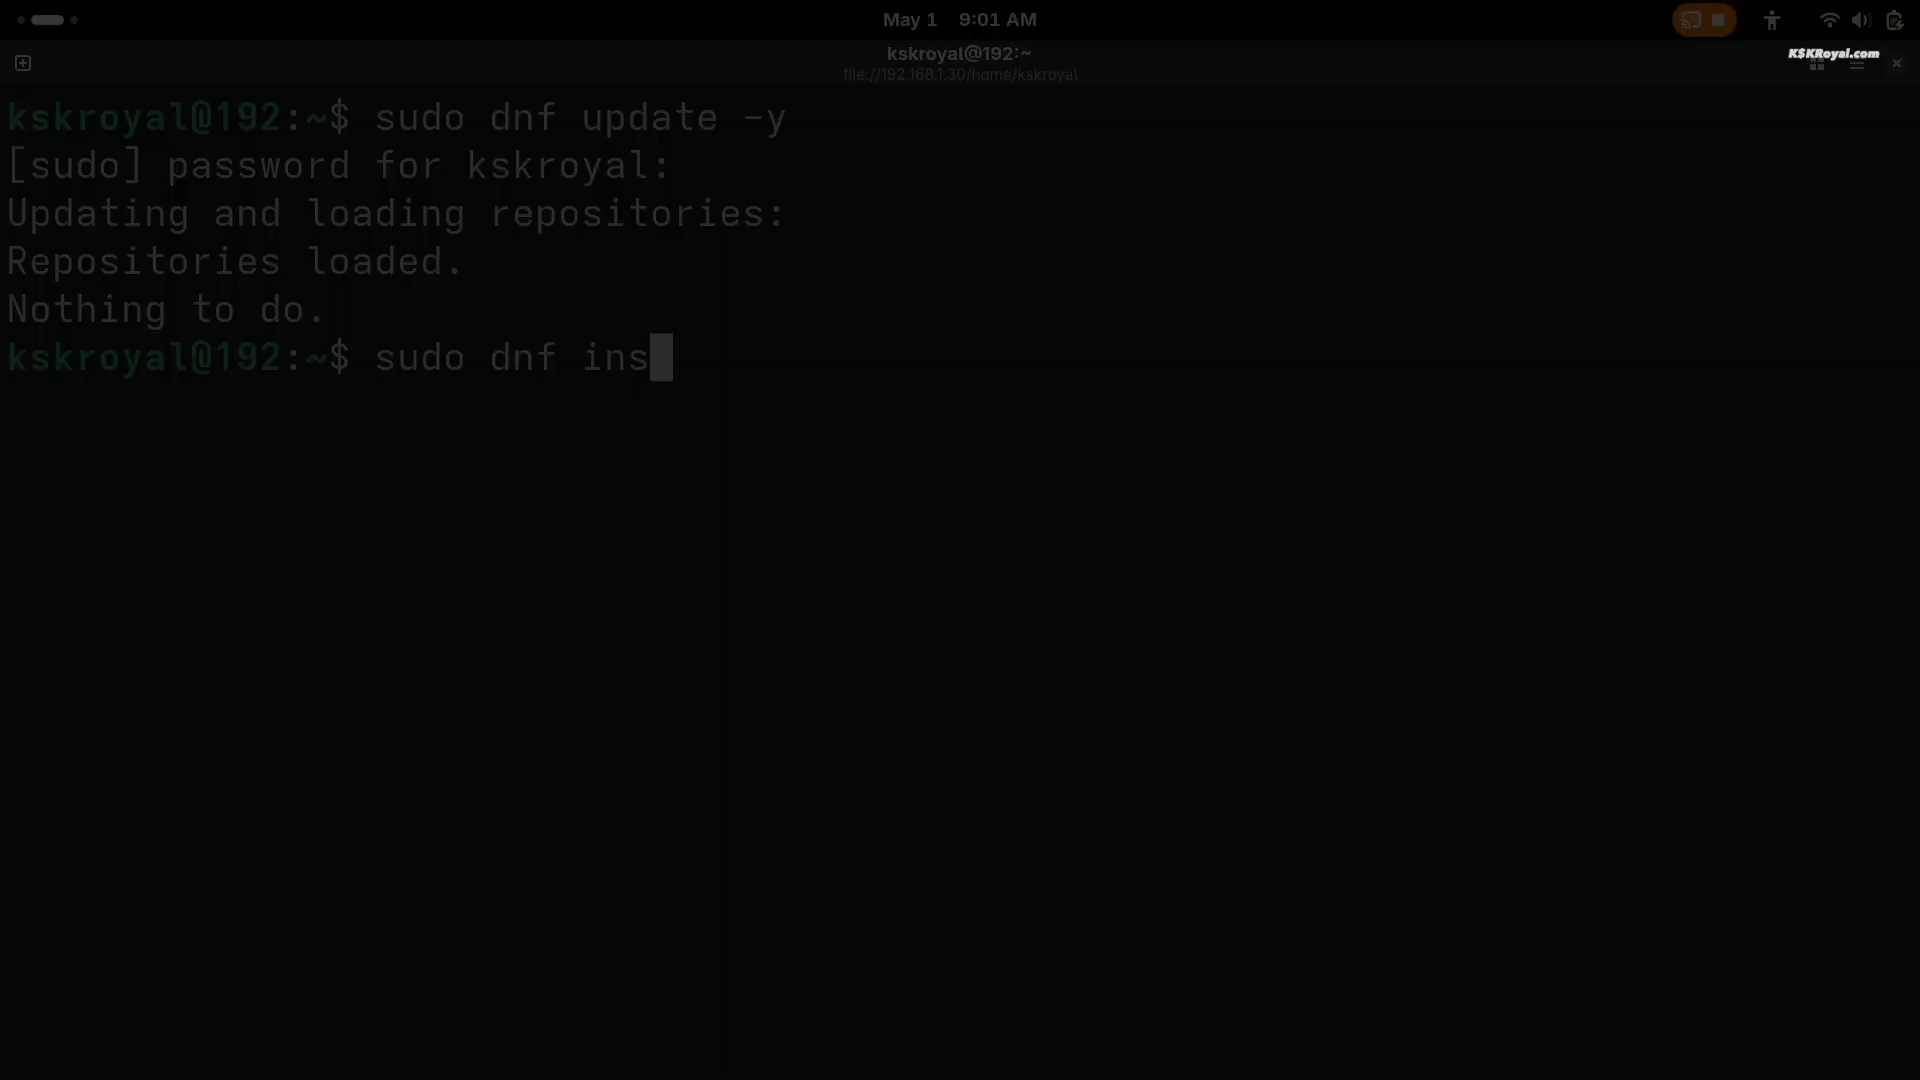 May 1 9:01 AM
kskroyal@192:~
file://192.168.1.30/home/kskroyal
K$KRoyal.com
kskroyal@192:~$ sudo dnf update -y
[sudo] password for kskroyal:
Updating and loading repositories:
Repositories loaded.
Nothing to do.
kskroyal@192:~$ sudo dnf ins